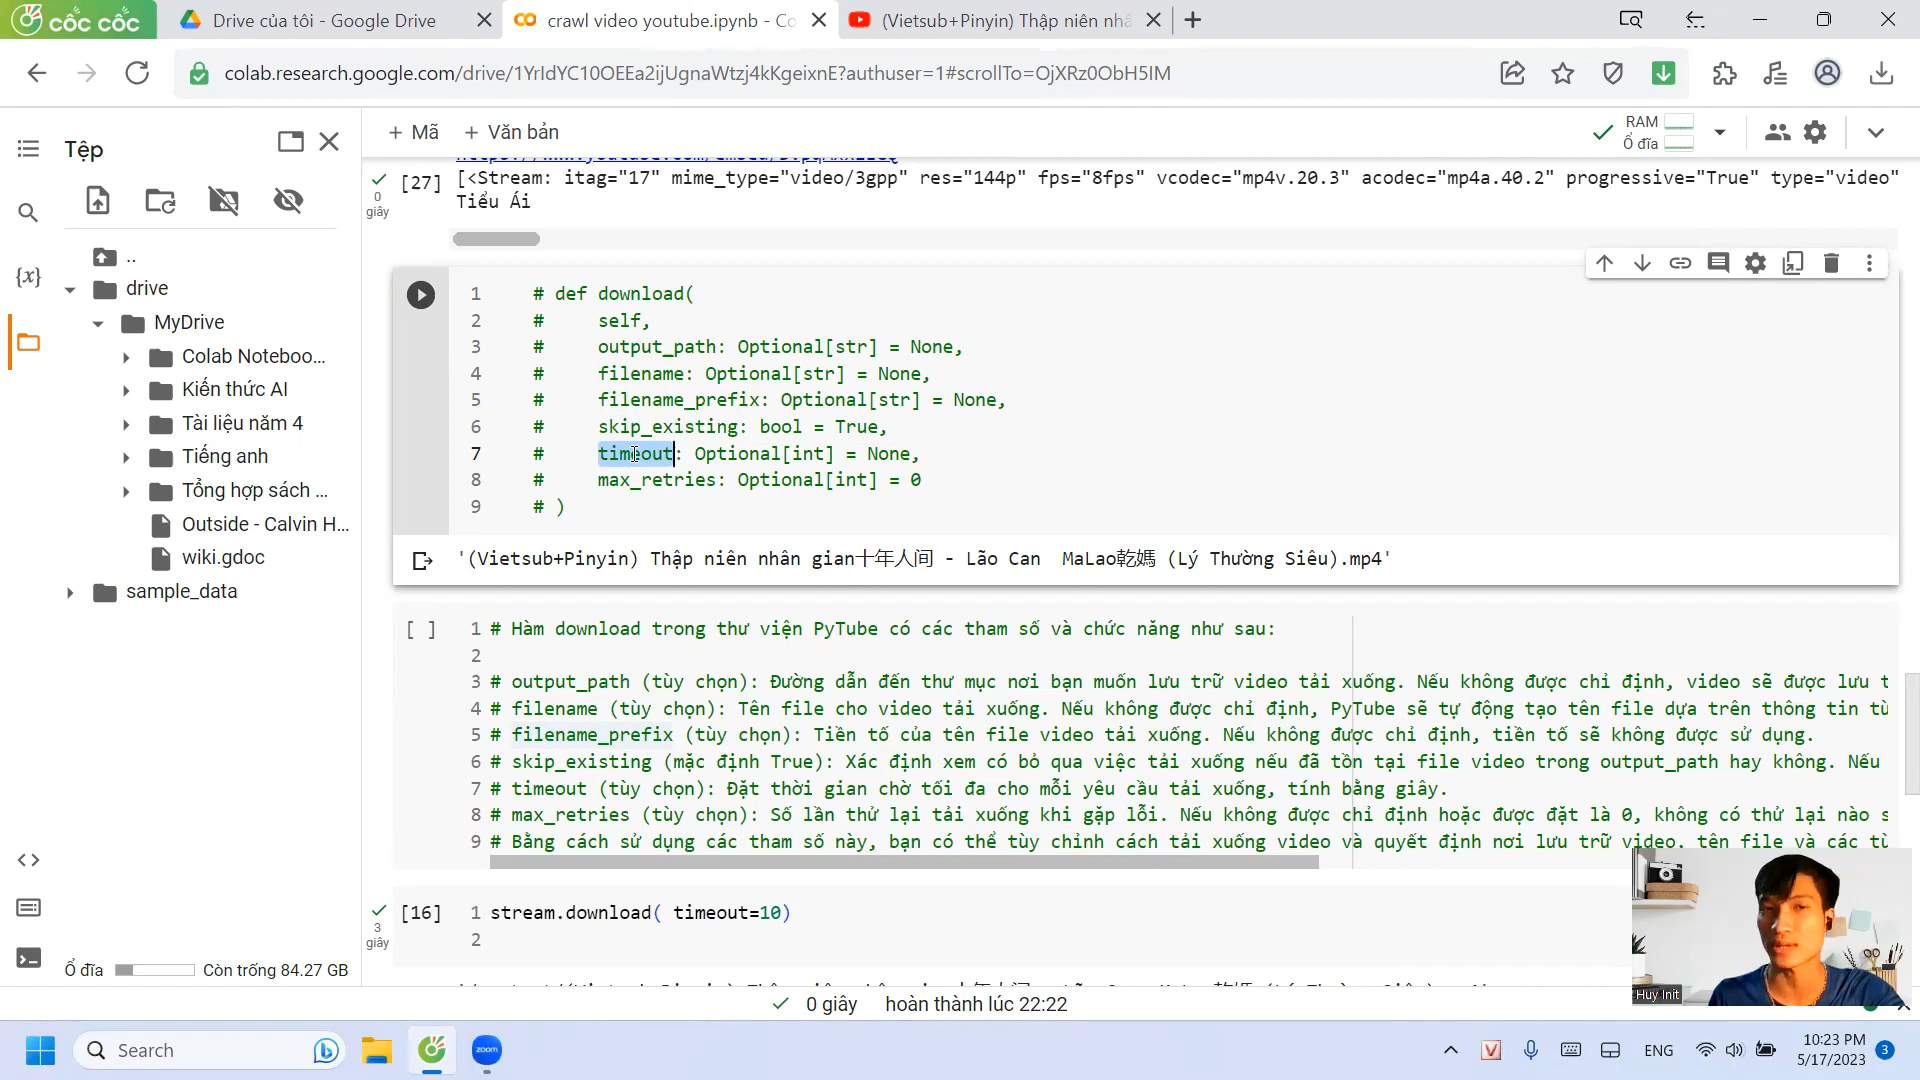 cốc cốc
Drive của tôi - Google Drive
crawl video youtube.ipynb - Co
(Vietsub+Pinyin) Thập niên nhâ
colab.research.google.com/drive/1YrIdYC10OEEa2ijUgnaWtzj4kKgeixnE?authuser=1#scrollTo=OjXRz0ObH5IM
Tệp
+ Mã + Văn bản
RAM
Ổ đĩa
..
drive
MyDrive
Colab Noteboo...
Kiến thức AI
Tài liệu năm 4
Tiếng anh
Tổng hợp sách ...
Outside - Calvin H...
wiki.gdoc
sample_data
Ổ đĩa Còn trống 84.27 GB
0 giây
[27] [<Stream: itag="17" mime_type="video/3gpp" res="144p" fps="8fps" vcodec="mp4v.20.3" acodec="mp4a.40.2" progressive="True" type="video"
Tiểu Ái
1 # def download(
2 # self,
3 # output_path: Optional[str] = None,
4 # filename: Optional[str] = None,
5 # filename_prefix: Optional[str] = None,
6 # skip_existing: bool = True,
7 # timeout: Optional[int] = None,
8 # max_retries: Optional[int] = 0
9 # )
'(Vietsub+Pinyin) Thập niên nhân gian十年人间 - Lão Can MaLao乾媽 (Lý Thường Siêu).mp4'
[ ] 1 # Hàm download trong thư viện PyTube có các tham số và chức năng như sau:
2
3 # output_path (tùy chọn): Đường dẫn đến thư mục nơi bạn muốn lưu trữ video tải xuống. Nếu không được chỉ định, video sẽ được lưu t
4 # filename (tùy chọn): Tên file cho video tải xuống. Nếu không được chỉ định, PyTube sẽ tự động tạo tên file dựa trên thông tin từ
5 # filename_prefix (tùy chọn): Tiền tố của tên file video tải xuống. Nếu không được chỉ định, tiền tố sẽ không được sử dụng.
6 # skip_existing (mặc định True): Xác định xem có bỏ qua việc tải xuống nếu đã tồn tại file video trong output_path hay không. Nếu
7 # timeout (tùy chọn): Đặt thời gian chờ tối đa cho mỗi yêu cầu tải xuống, tính bằng giây.
8 # max_retries (tùy chọn): Số lần thử lại tải xuống khi gặp lỗi. Nếu không được chỉ định hoặc được đặt là 0, không có thử lại nào s
9 # Bằng cách sử dụng các tham số này, bạn có thể tùy chỉnh cách tải xuống video và quyết định nơi lưu trữ video, tên file và các tù
3 giây
[16] 1 stream.download( timeout=10)
2
Huy Init
0 giây hoàn thành lúc 22:22
Search
zoom
ENG
10:23 PM
5/17/2023
3